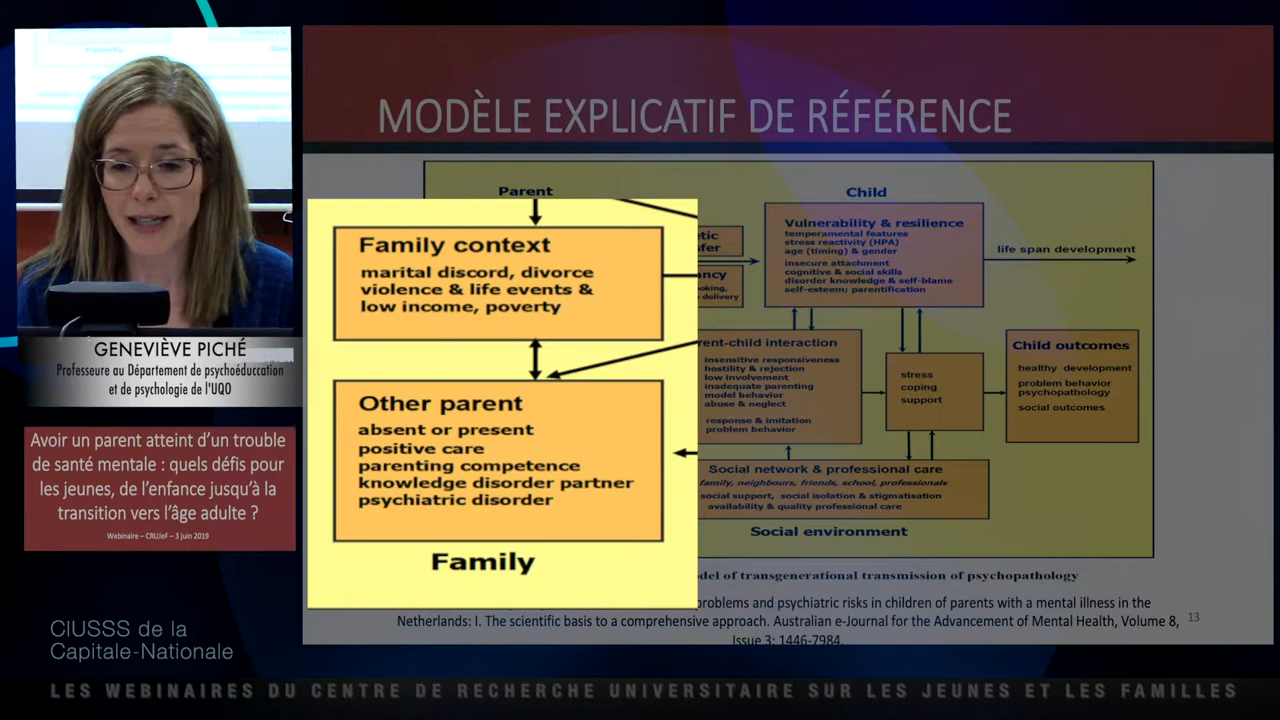 MODÈLE EXPLICATIF DE RÉFÉRENCE
Parent
Family context
marital discord, divorce
violence & life events &
low income, poverty
Other parent
absent or present
positive care
parenting competence
knowledge disorder partner
psychiatric disorder
Family
Child
Vulnerability & resilience
temperamental features
stress reactivity (HPA)
age (timing) & gender
insecure attachment
cognitive & social skills
disorder knowledge & self-blame
self-esteem; parentification
life span development
interaction
insensitive responsiveness
hostility & rejection
low involvement
inadequate parenting
model behavior
abuse & neglect
response & imitation
problem behavior
stress
coping
support
Child outcomes
healthy development
problem behavior
psychopathology
social outcomes
Social network & professional care
family, neighbours, friends, school, professionals
social support, social isolation & stigmatisation
availability & quality professional care
Social environment
of transgenerational transmission of psychopathology
problems and psychiatric risks in children of parents with a mental illness in the
Netherlands: I. The scientific basis to a comprehensive approach. Australian e-Journal for the Advancement of Mental Health, Volume 8,
Issue 3: 1446-7984.
13
GENEVIÈVE PICHÉ
Professeure au Département de psychoéduccation
et de psychologie de l'UQO
Avoir un parent atteint d'un trouble
de santé mentale : quels défis pour
les jeunes, de l'enfance jusqu'à la
transition vers l'âge adulte ?
Webinaire – CRUJeF – 3 juin 2019
CIUSSS de la
Capitale-Nationale
LES WEBINAIRES DU CENTRE DE RECHERCHE UNIVERSITAIRE SUR LES JEUNES ET LES FAMILLES